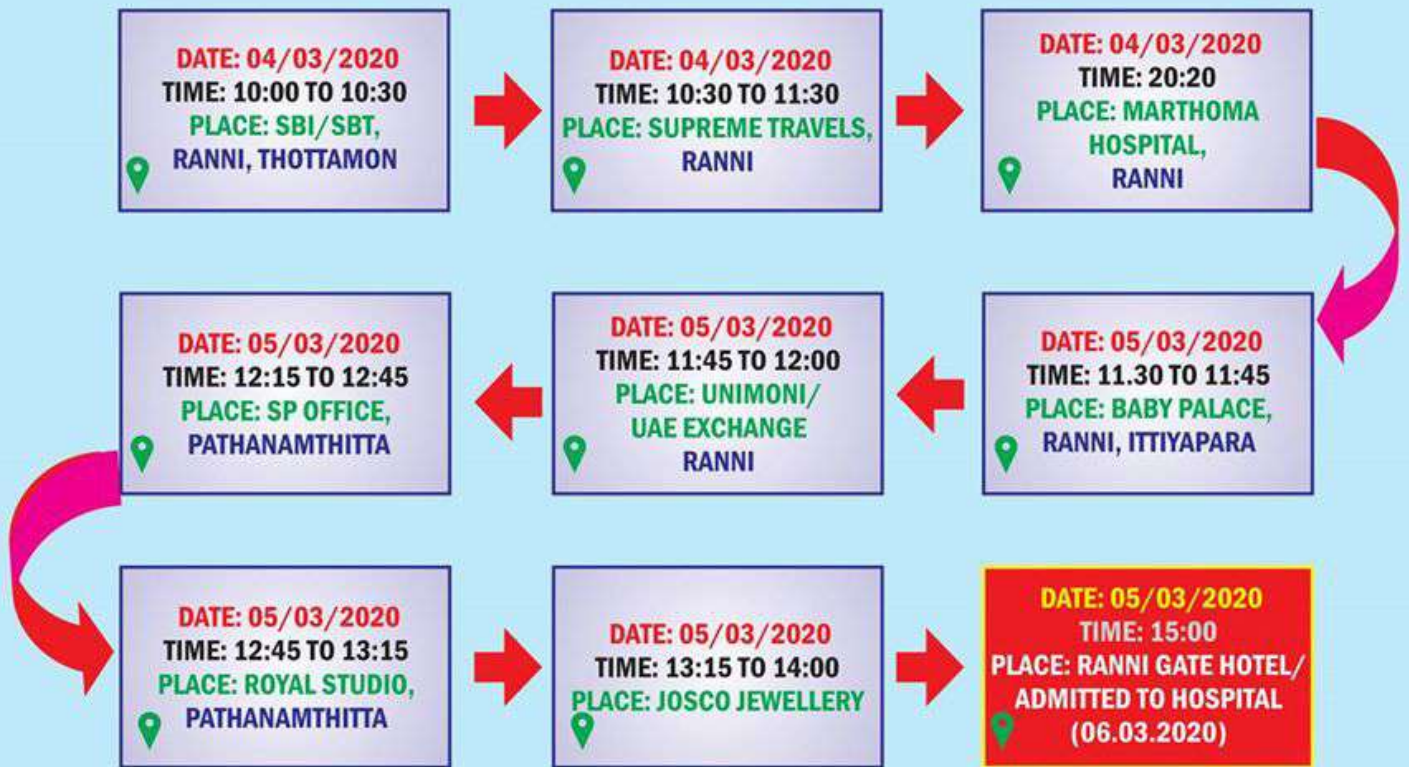 DATE: 04/03/2020
TIME: 10:00 TO 10:30
PLACE: SBI/SBT,
RANNI, THOTTAMON
DATE: 04/03/2020
TIME: 10:30 TO 11:30
PLACE: SUPREME TRAVELS,
RANNI
DATE: 04/03/2020
TIME: 20:20
PLACE: MARTHOMA
HOSPITAL,
RANNI
DATE: 05/03/2020
TIME: 11.30 TO 11:45
PLACE: BABY PALACE,
RANNI, ITTIYAPARA
DATE: 05/03/2020
TIME: 11:45 TO 12:00
PLACE: UNIMONI/
UAE EXCHANGE
RANNI
DATE: 05/03/2020
TIME: 12:15 TO 12:45
PLACE: SP OFFICE,
PATHANAMTHITTA
DATE: 05/03/2020
TIME: 12:45 TO 13:15
PLACE: ROYAL STUDIO,
PATHANAMTHITTA
DATE: 05/03/2020
TIME: 13:15 TO 14:00
PLACE: JOSCO JEWELLERY
DATE: 05/03/2020
TIME: 15:00
PLACE: RANNI GATE HOTEL/
ADMITTED TO HOSPITAL
(06.03.2020)